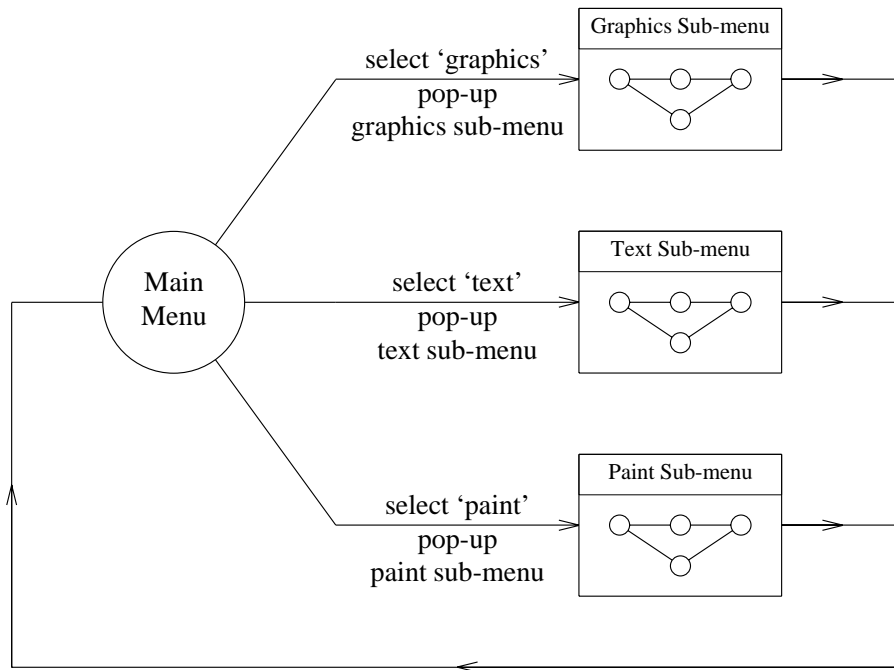 Graphics Sub-menu
select ‘graphics’
pop-up
graphics sub-menu
Main
Menu
Text Sub-menu
select ‘text’
pop-up
text sub-menu
Paint Sub-menu
select ‘paint’
pop-up
paint sub-menu